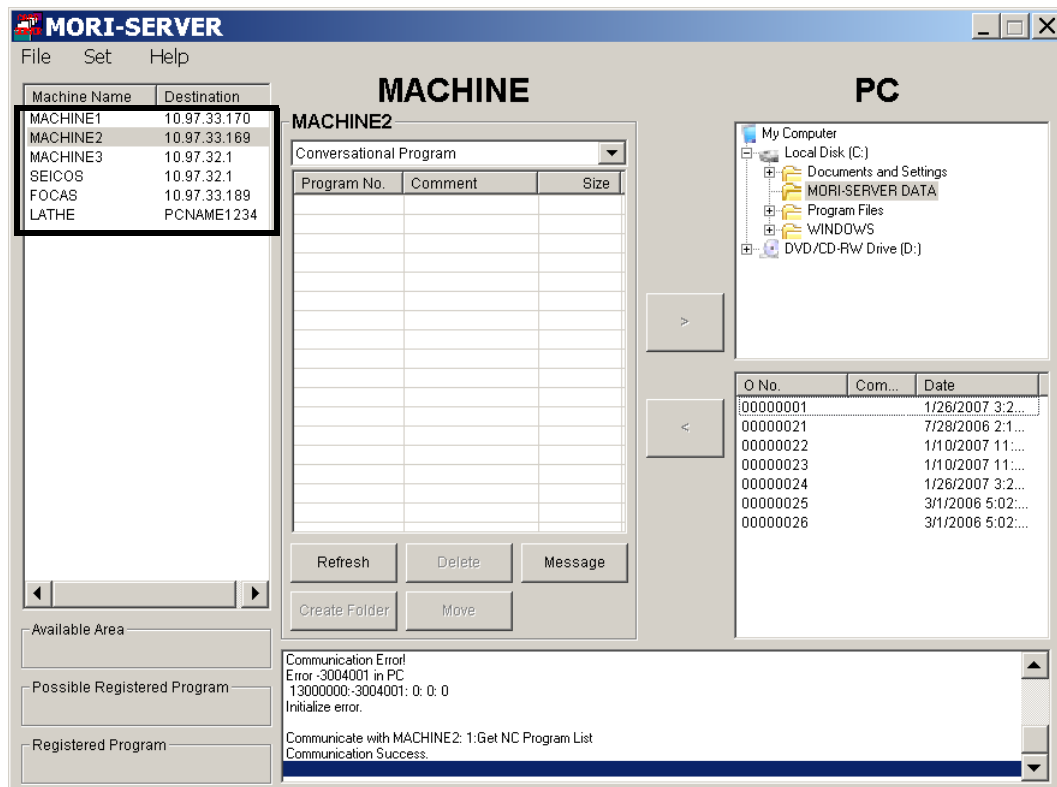 MORI-SERVER
File Set Help
MACHINE PC
Machine Name Destination
MACHINE1 10.97.33.170
MACHINE2 10.97.33.169
MACHINE3 10.97.32.1
SEICOS 10.97.32.1
FOCAS 10.97.33.189
LATHE PCNAME1234
Available Area
Possible Registered Program
Registered Program
MACHINE2
Conversational Program
Program No. Comment Size
Refresh Delete Message
Create Folder Move
>
<
My Computer
Local Disk (C:)
Documents and Settings
MORI-SERVER DATA
Program Files
WINDOWS
DVD/CD-RW Drive (D:)
O No. Com... Date
00000001 1/26/2007 3:2...
00000021 7/28/2006 2:1...
00000022 1/10/2007 11:...
00000023 1/10/2007 11:...
00000024 1/26/2007 3:2...
00000025 3/1/2006 5:02:...
00000026 3/1/2006 5:02:...
Communication Error!
Error -3004001 in PC
13000000:-3004001: 0: 0: 0
Initialize error.
Communicate with MACHINE2: 1:Get NC Program List
Communication Success.